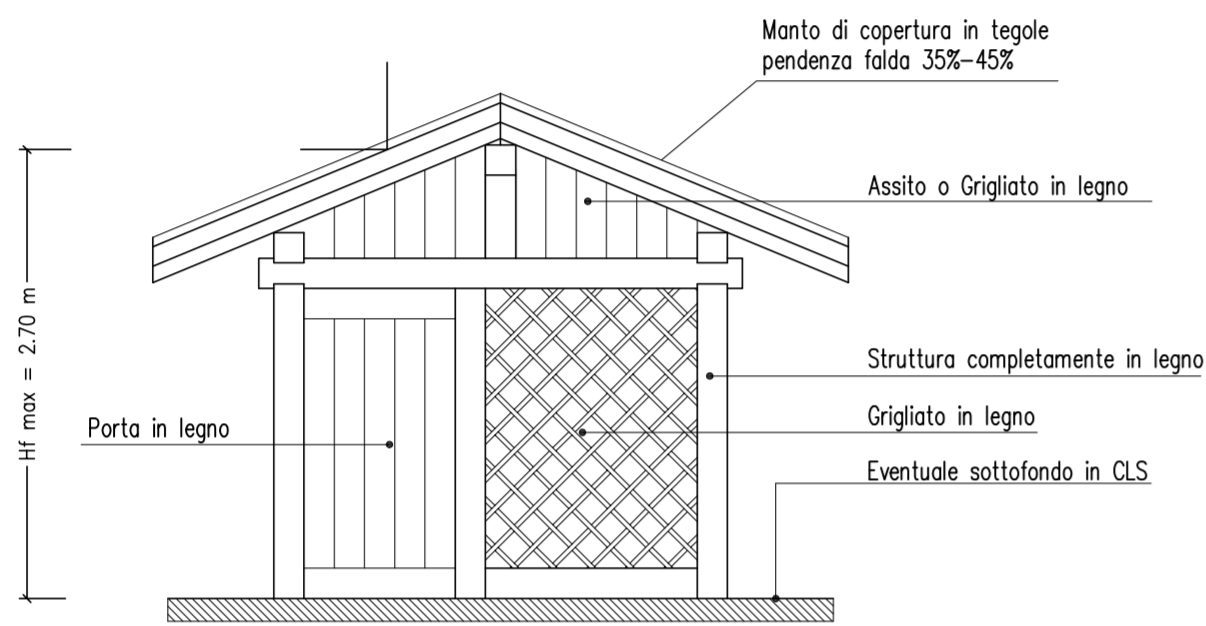 Manto di copertura in tegole
pendenza falda 35%-45%
Assito o Grigliato in legno
Hf max = 2.70 m
Struttura completamente in legno
Grigliato in legno
Porta in legno
Eventuale sottofondo in CLS